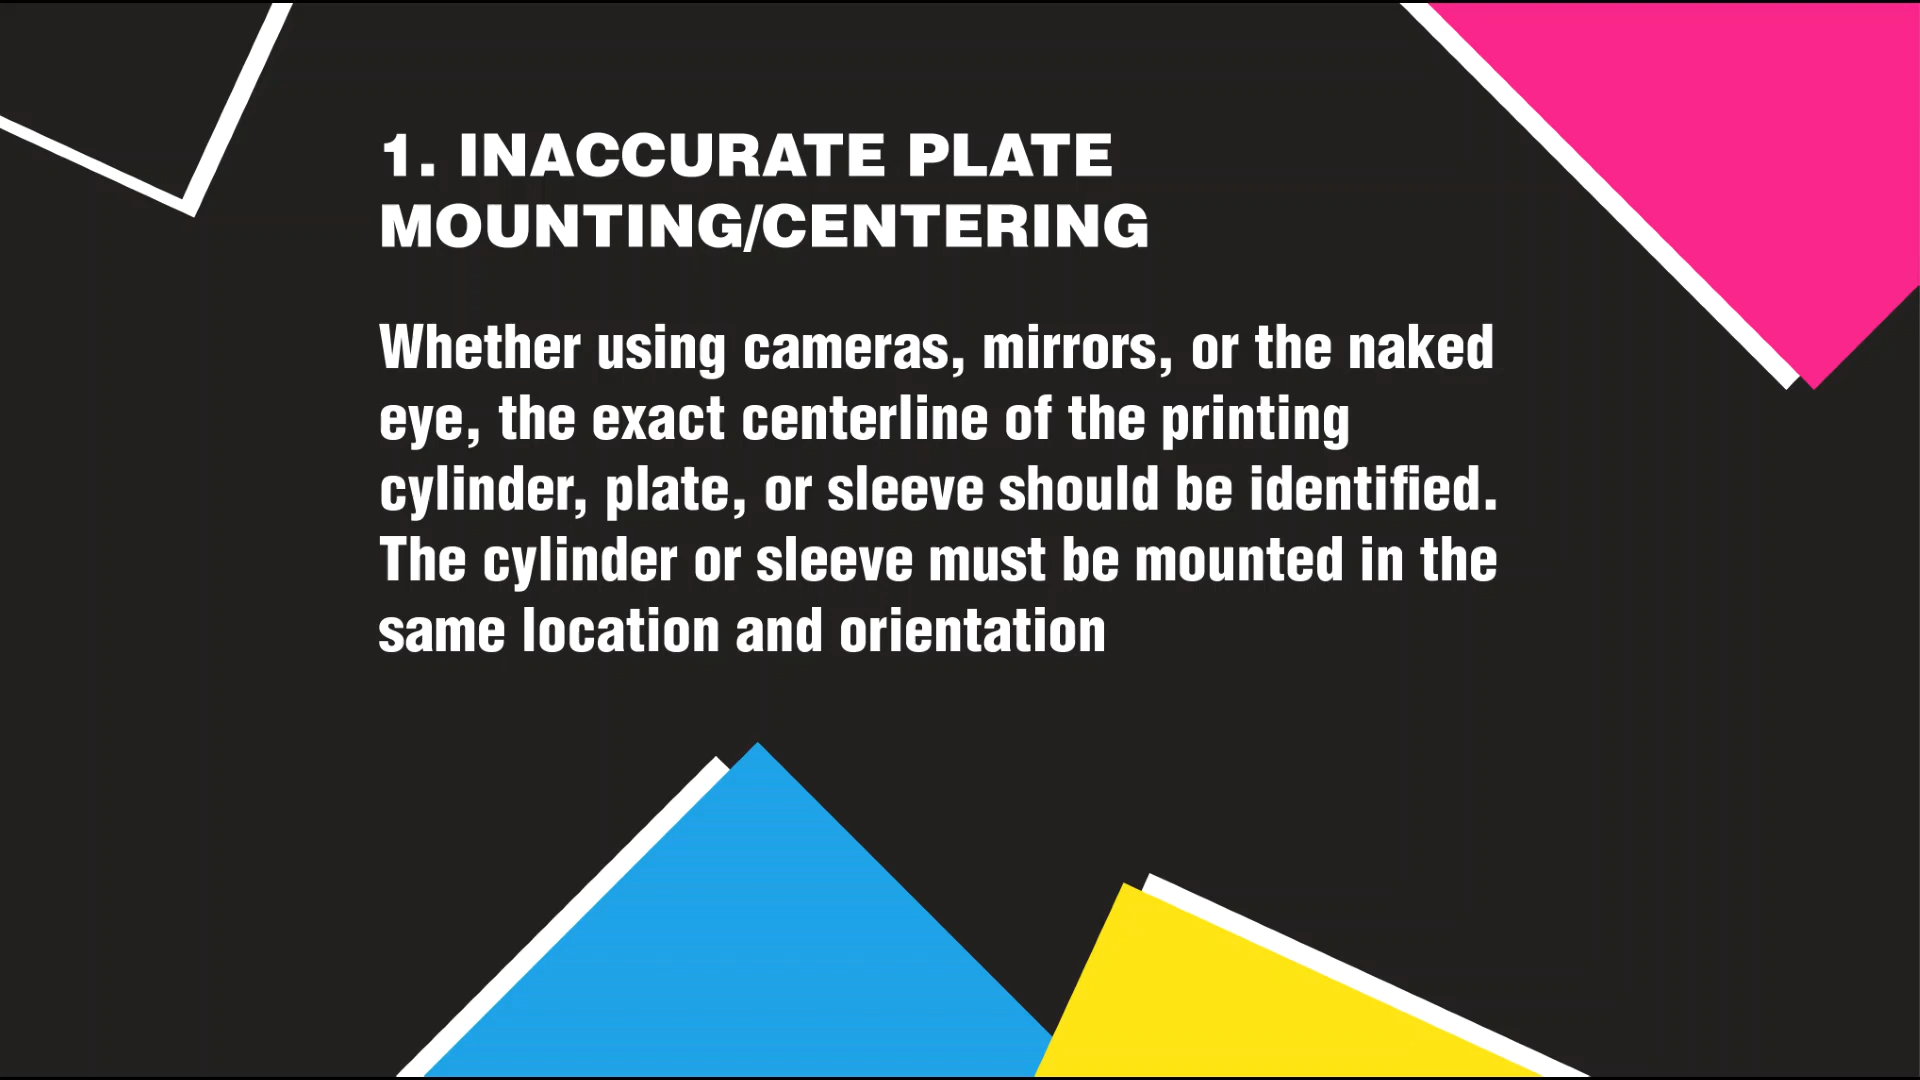 1. INACCURATE PLATE
MOUNTING/CENTERING
Whether using cameras, mirrors, or the naked
eye, the exact centerline of the printing
cylinder, plate, or sleeve should be identified.
The cylinder or sleeve must be mounted in the
same location and orientation